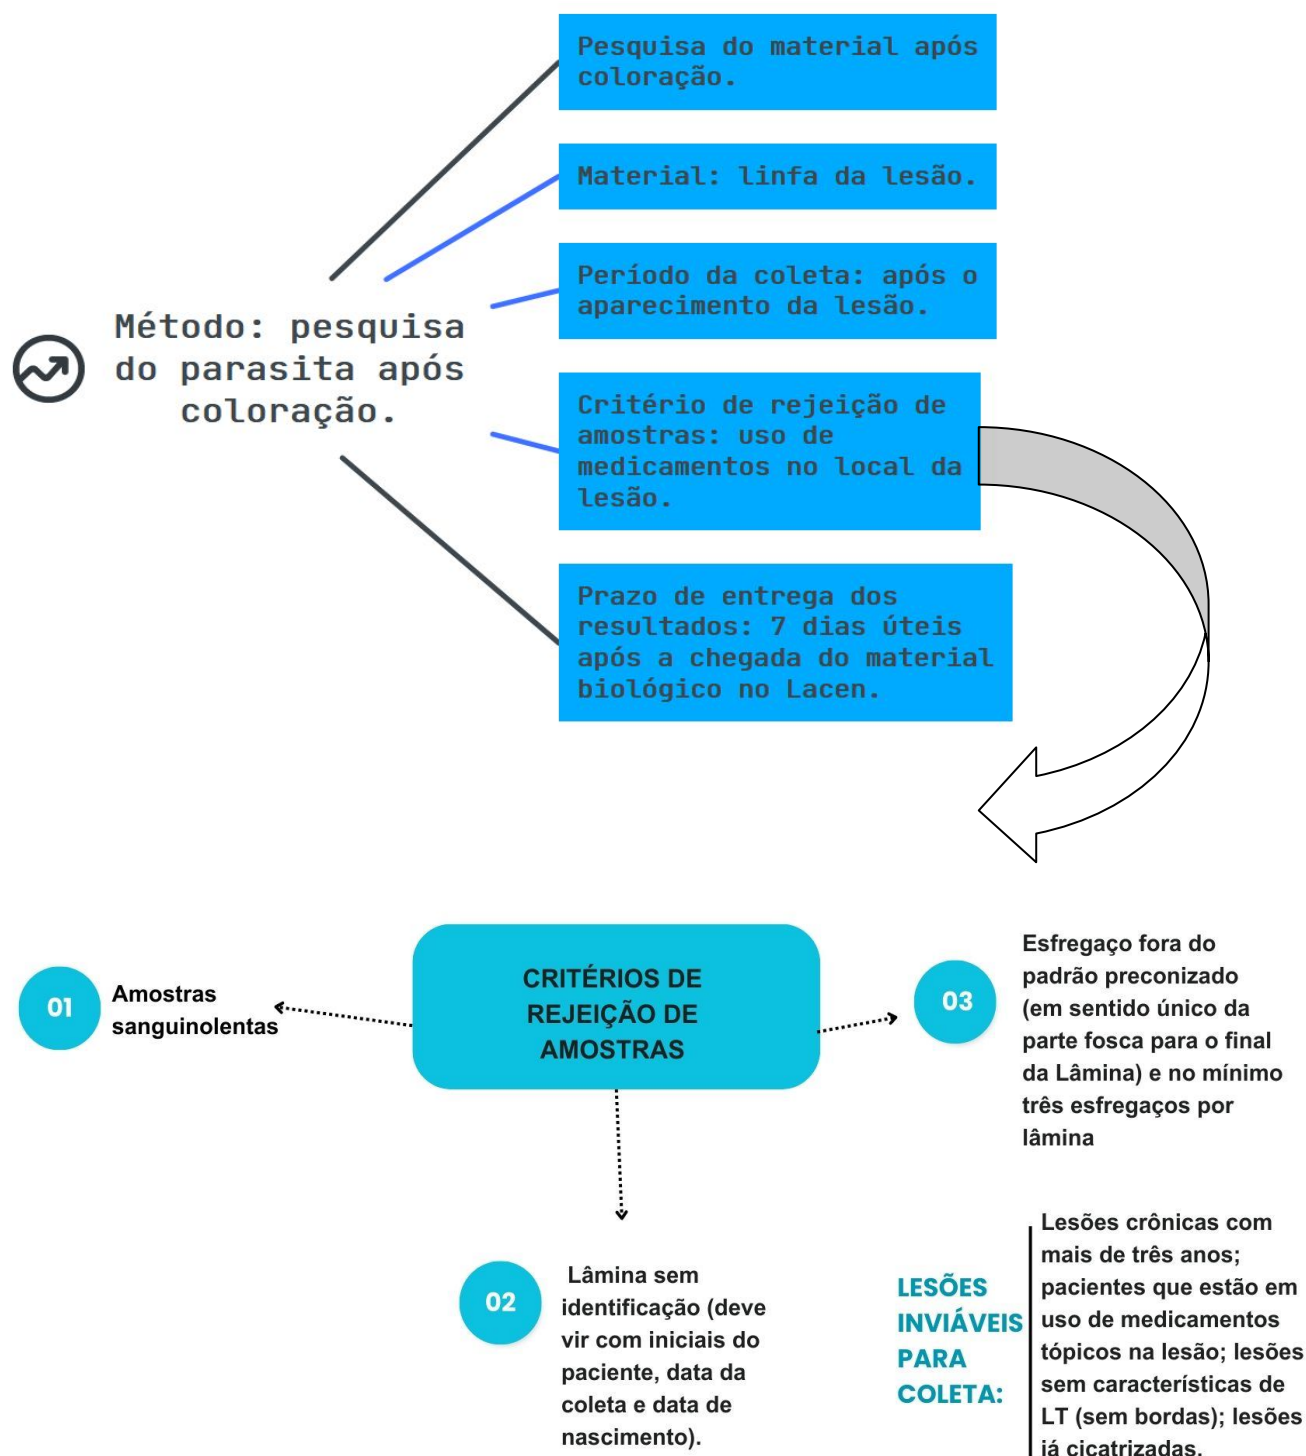 Pesquisa do material após
coloração.
Material: linfa da lesão.
Período da coleta: após o
aparecimento da lesão.
Método: pesquisa
do parasita após
coloração.
Critério de rejeição de
amostras: uso de
medicamentos no local da
lesão.
Prazo de entrega dos
resultados: 7 dias úteis
após a chegada do material
biológico no Lacen.
CRITÉRIOS DE
REJEIÇÃO DE
AMOSTRAS
01
Amostras
sanguinolentas
03
Esfregaço fora do
padrão preconizado
(em sentido único da
parte fosca para o final
da Lâmina) e no mínimo
três esfregaços por
lâmina
02
Lâmina sem
identificação (deve
vir com iniciais do
paciente, data da
coleta e data de
nascimento).
LESÕES
INVIÁVEIS
PARA
COLETA:
Lesões crônicas com
mais de três anos;
pacientes que estão em
uso de medicamentos
tópicos na lesão; lesões
sem características de
LT (sem bordas); lesões
já cicatrizadas.